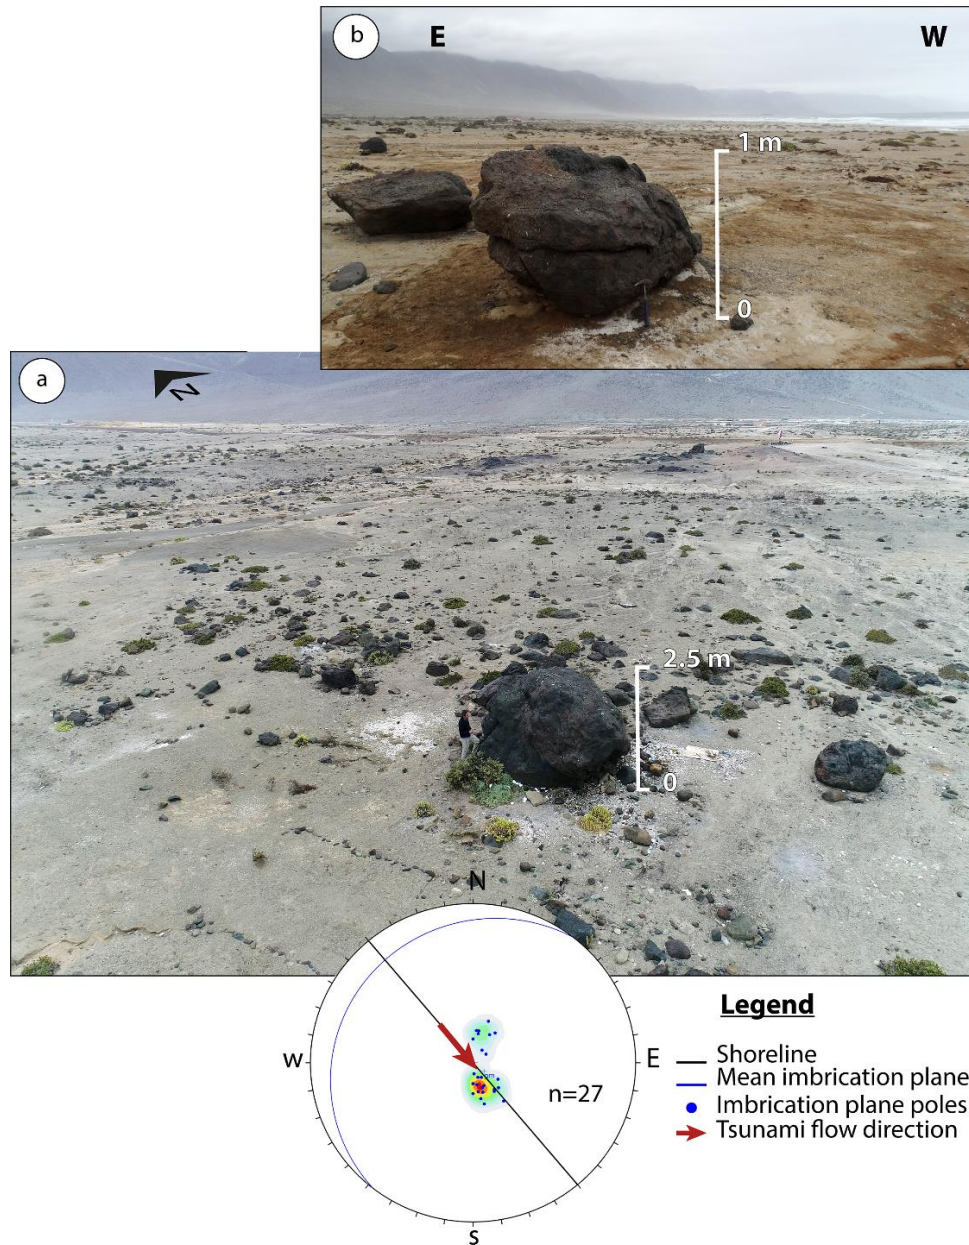 b
E
W
1 m
0
a
N
2.5 m
0
N
W
E
S
n=27
Legend
Shoreline
Mean imbrication plane
Imbrication plane poles
Tsunami flow direction